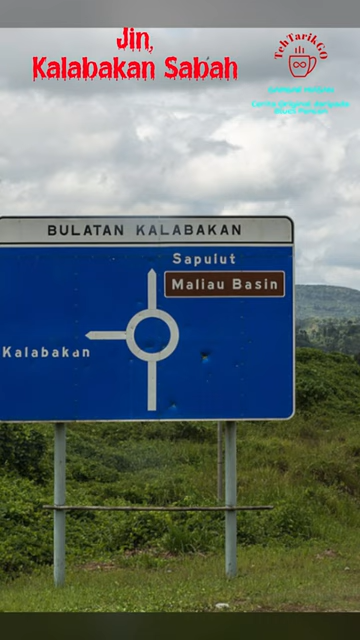 Jin,
Kalabakan Sabah
TehTarikGO
BULATAN KALABAKAN
Sapulut
Maliau Basin
Kalabakan